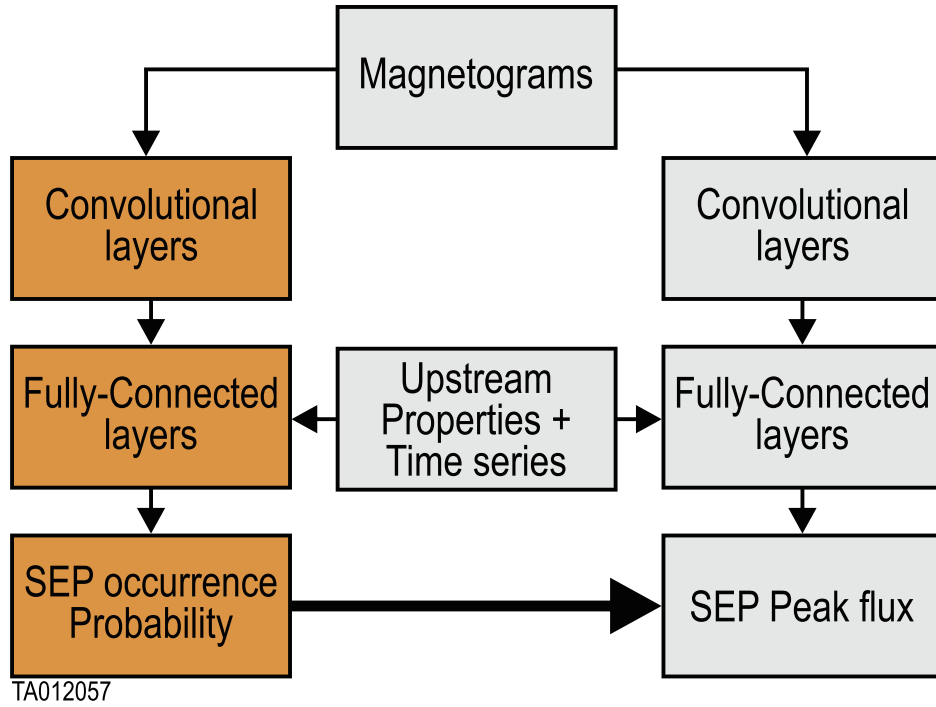 Magnetograms
Convolutional
layers
Convolutional
layers
Fully-Connected
layers
Upstream
Properties +
Time series
Fully-Connected
layers
SEP occurrence
Probability
SEP Peak flux
TA012057